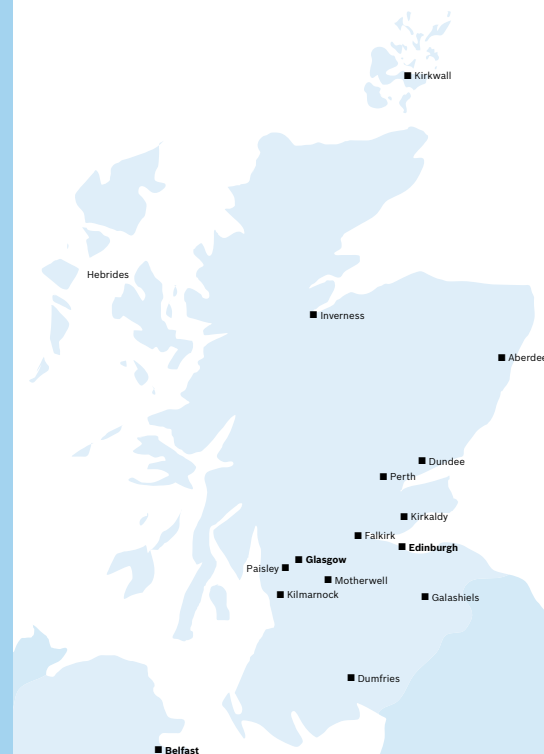 Kirkwall
Hebrides
Inverness
Aberdee
Dundee
Perth
Kirkaldy
Falkirk
Edinburgh
Glasgow
Paisley
Motherwell
Kilmarnock
Galashiels
Dumfries
Belfast